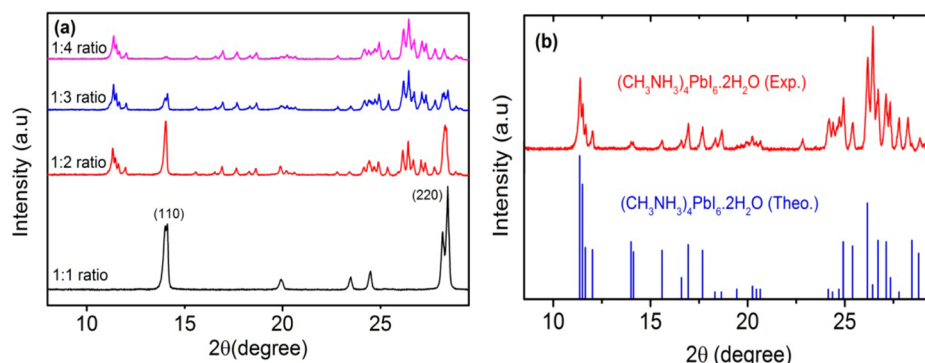 (a)
1:4 ratio
1:3 ratio
1:2 ratio
1:1 ratio
(110)
(220)
Intensity (a.u)
10 15 20 25
2θ(degree)
(b)
(CH₃NH₃)₄PbI₆.2H₂O (Exp.)
(CH₃NH₃)₄PbI₆.2H₂O (Theo.)
Intensity (a.u)
10 15 20 25
2θ (degree)